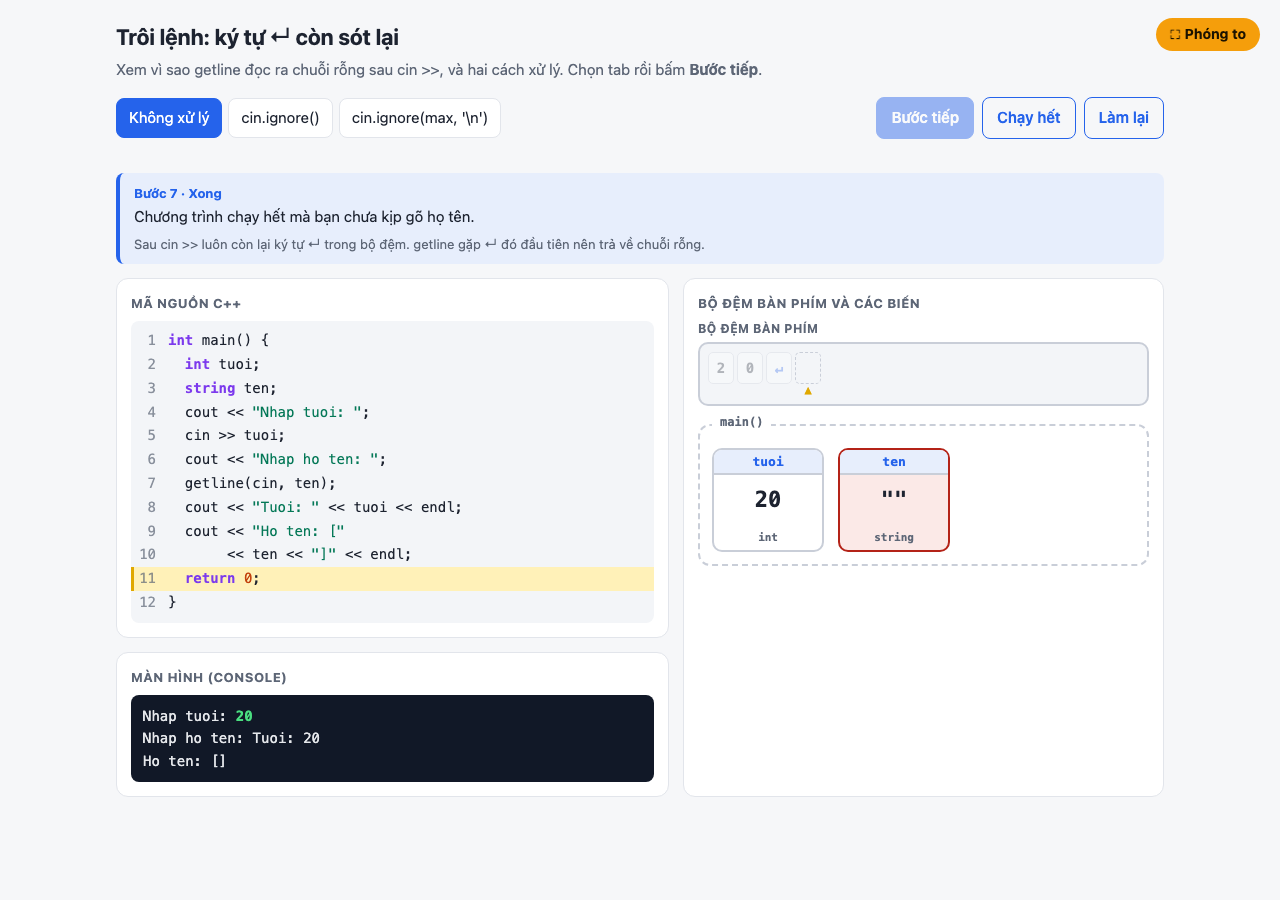 Trôi lệnh: ký tự ↵ còn sót lại
⛶ Phóng to
Xem vì sao getline đọc ra chuỗi rỗng sau cin >>, và hai cách xử lý. Chọn tab rồi bấm Bước tiếp.
Không xử lý
cin.ignore()
cin.ignore(max, '\n')
Bước tiếp
Chạy hết
Làm lại
Bước 7 · Xong
Chương trình chạy hết mà bạn chưa kịp gõ họ tên.
Sau cin >> luôn còn lại ký tự ↵ trong bộ đệm. getline gặp ↵ đó đầu tiên nên trả về chuỗi rỗng.
MÃ NGUỒN C++
1 int main() {
2   int tuoi;
3   string ten;
4   cout << "Nhap tuoi: ";
5   cin >> tuoi;
6   cout << "Nhap ho ten: ";
7   getline(cin, ten);
8   cout << "Tuoi: " << tuoi << endl;
9   cout << "Ho ten: ["
10        << ten << "]" << endl;
11   return 0;
12 }
MÀN HÌNH (CONSOLE)
Nhap tuoi: 20
Nhap ho ten: Tuoi: 20
Ho ten: []
BỘ ĐỆM BÀN PHÍM VÀ CÁC BIẾN
BỘ ĐỆM BÀN PHÍM
2 0 ↵
▲
main()
tuoi
20
int
ten
""
string